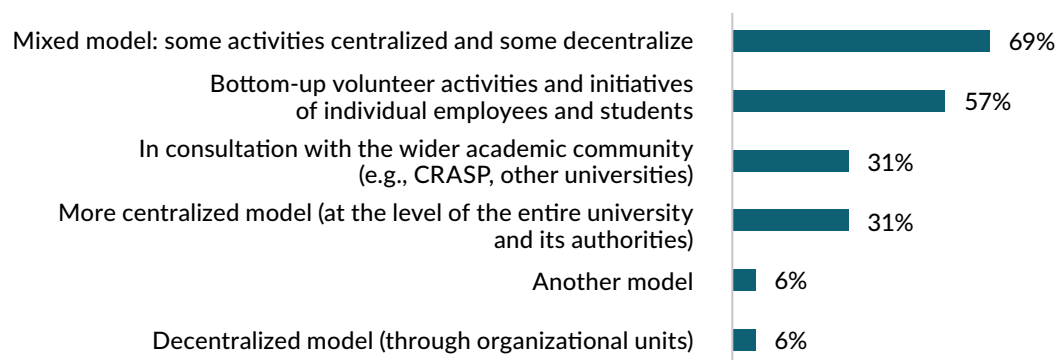 Mixed model: some activities centralized and some decentralize
69%
Bottom-up volunteer activities and initiatives
of individual employees and students
57%
In consultation with the wider academic community
(e.g., CRASP, other universities)
31%
More centralized model (at the level of the entire university
and its authorities)
31%
Another model
6%
Decentralized model (through organizational units)
6%